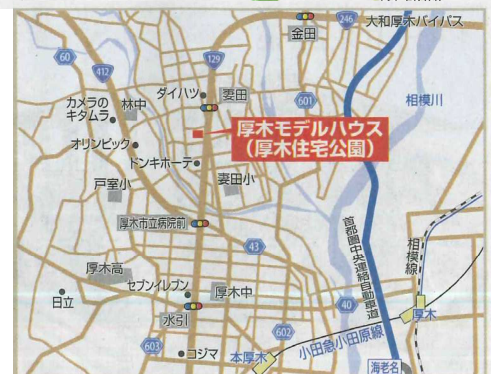 246
大和厚木バイパス
金田
60
129
412
ダイハツ
妻田
601
相模川
カメラの
キタムラ
林中
厚木モデルハウス
(厚木住宅公園)
オリンピック
ドンキホーテ
戸室小
妻田小
厚木市立病院前
首都圏中央連絡自動車道
43
相模線
厚木高
セブンイレブン
厚木中
日立
40
厚木
水引
602
小田急小田原線
603
コジマ
本厚木
海老名